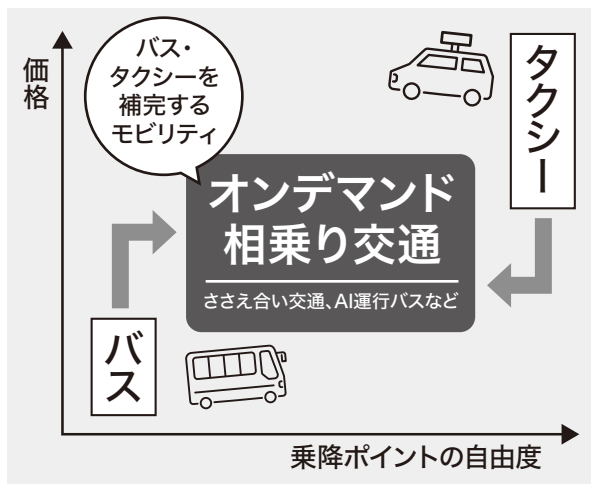 価格
バス・
タクシーを
補完する
モビリティ
タクシー
オンデマンド
相乗り交通
ささえ合い交通、AI運行バスなど
バス
乗降ポイントの自由度